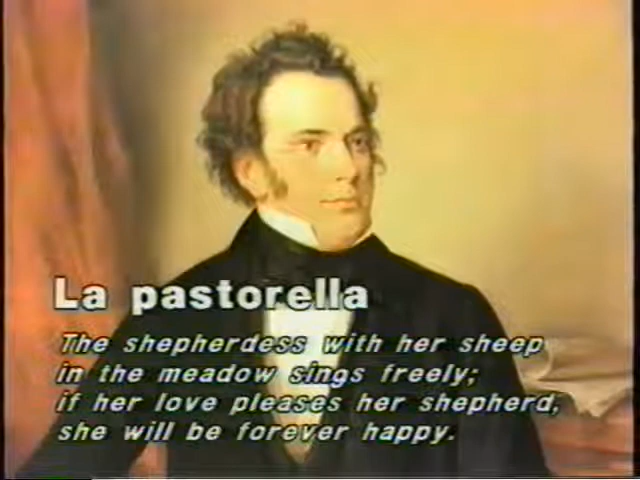 La pastorella
The shepherdess with her sheep
in the meadow sings freely;
if her love pleases her shepherd,
she will be forever happy.